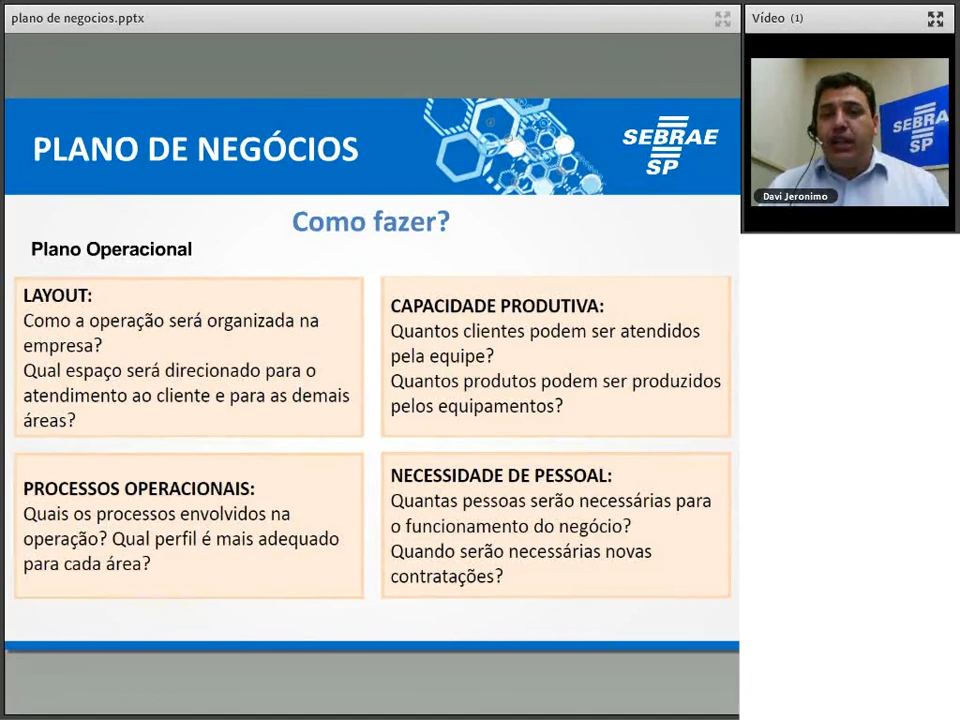 plano de negocios.pptx
Vídeo (1)
PLANO DE NEGÓCIOS
SEBRAE
SP
SEBRAE
SP
Davi Jeronimo
Como fazer?
Plano Operacional
LAYOUT:
Como a operação será organizada na
empresa?
Qual espaço será direcionado para o
atendimento ao cliente e para as demais
áreas?
CAPACIDADE PRODUTIVA:
Quantos clientes podem ser atendidos
pela equipe?
Quantos produtos podem ser produzidos
pelos equipamentos?
PROCESSOS OPERACIONAIS:
Quais os processos envolvidos na
operação? Qual perfil é mais adequado
para cada área?
NECESSIDADE DE PESSOAL:
Quantas pessoas serão necessárias para
o funcionamento do negócio?
Quando serão necessárias novas
contratações?